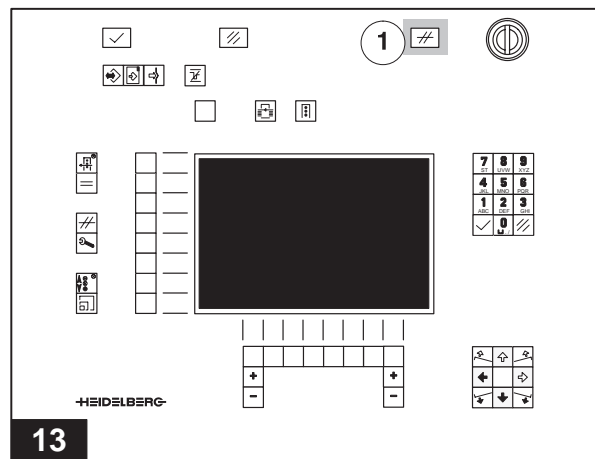 1
7 8 9
ST UVW XYZ
4 5 6
JKL MNO PQR
1 2 3
ABC DEF GHI
0
+ +
- -
HEIDELBERG
13